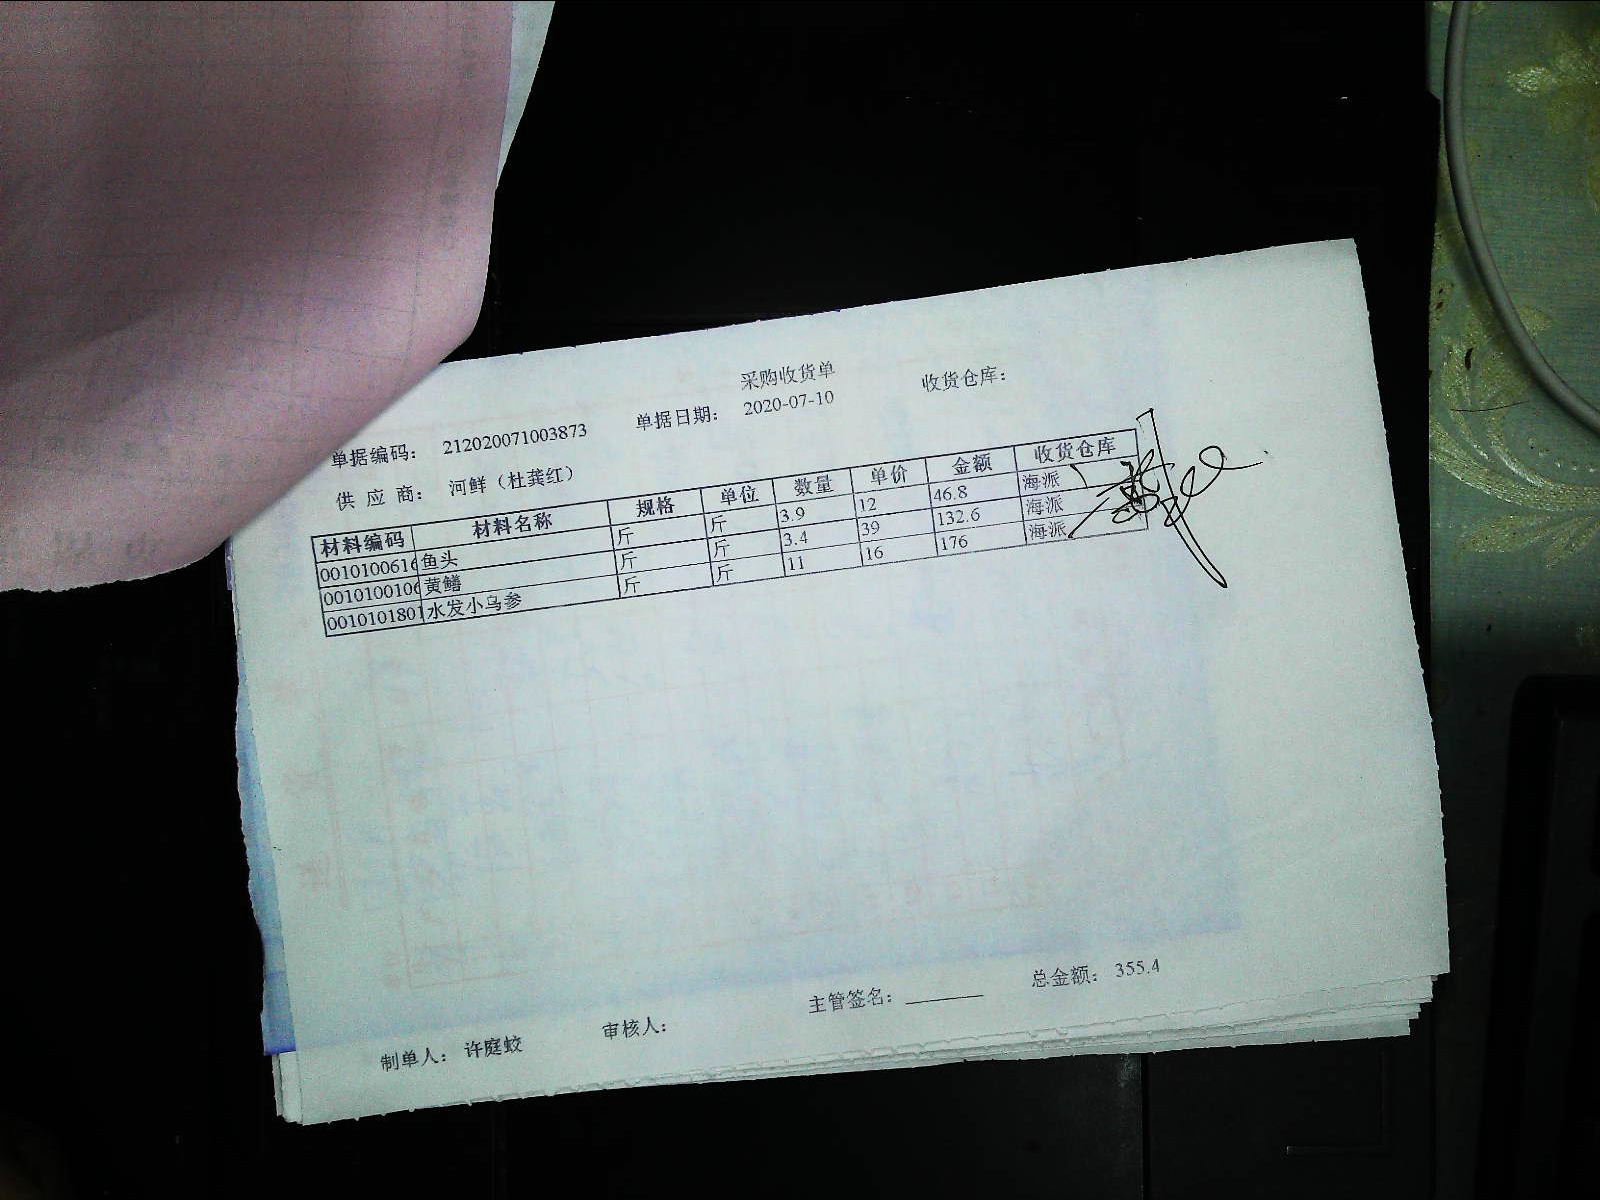 采购收货单
单据编码： 212020071003873 单据日期： 2020-07-10 收货仓库：
供 应 商： 河鲜（杜龚红）
材料编码 材料名称 规格 单位 数量 单价 金额 收货仓库
0010100616 鱼头 斤 斤 3.9 12 46.8 海派
0010100106 黄鳝 斤 斤 3.4 39 132.6 海派
0010101801 水发小乌参 斤 斤 11 16 176 海派
制单人： 许庭蛟 审核人： 主管签名： 总金额： 355.4